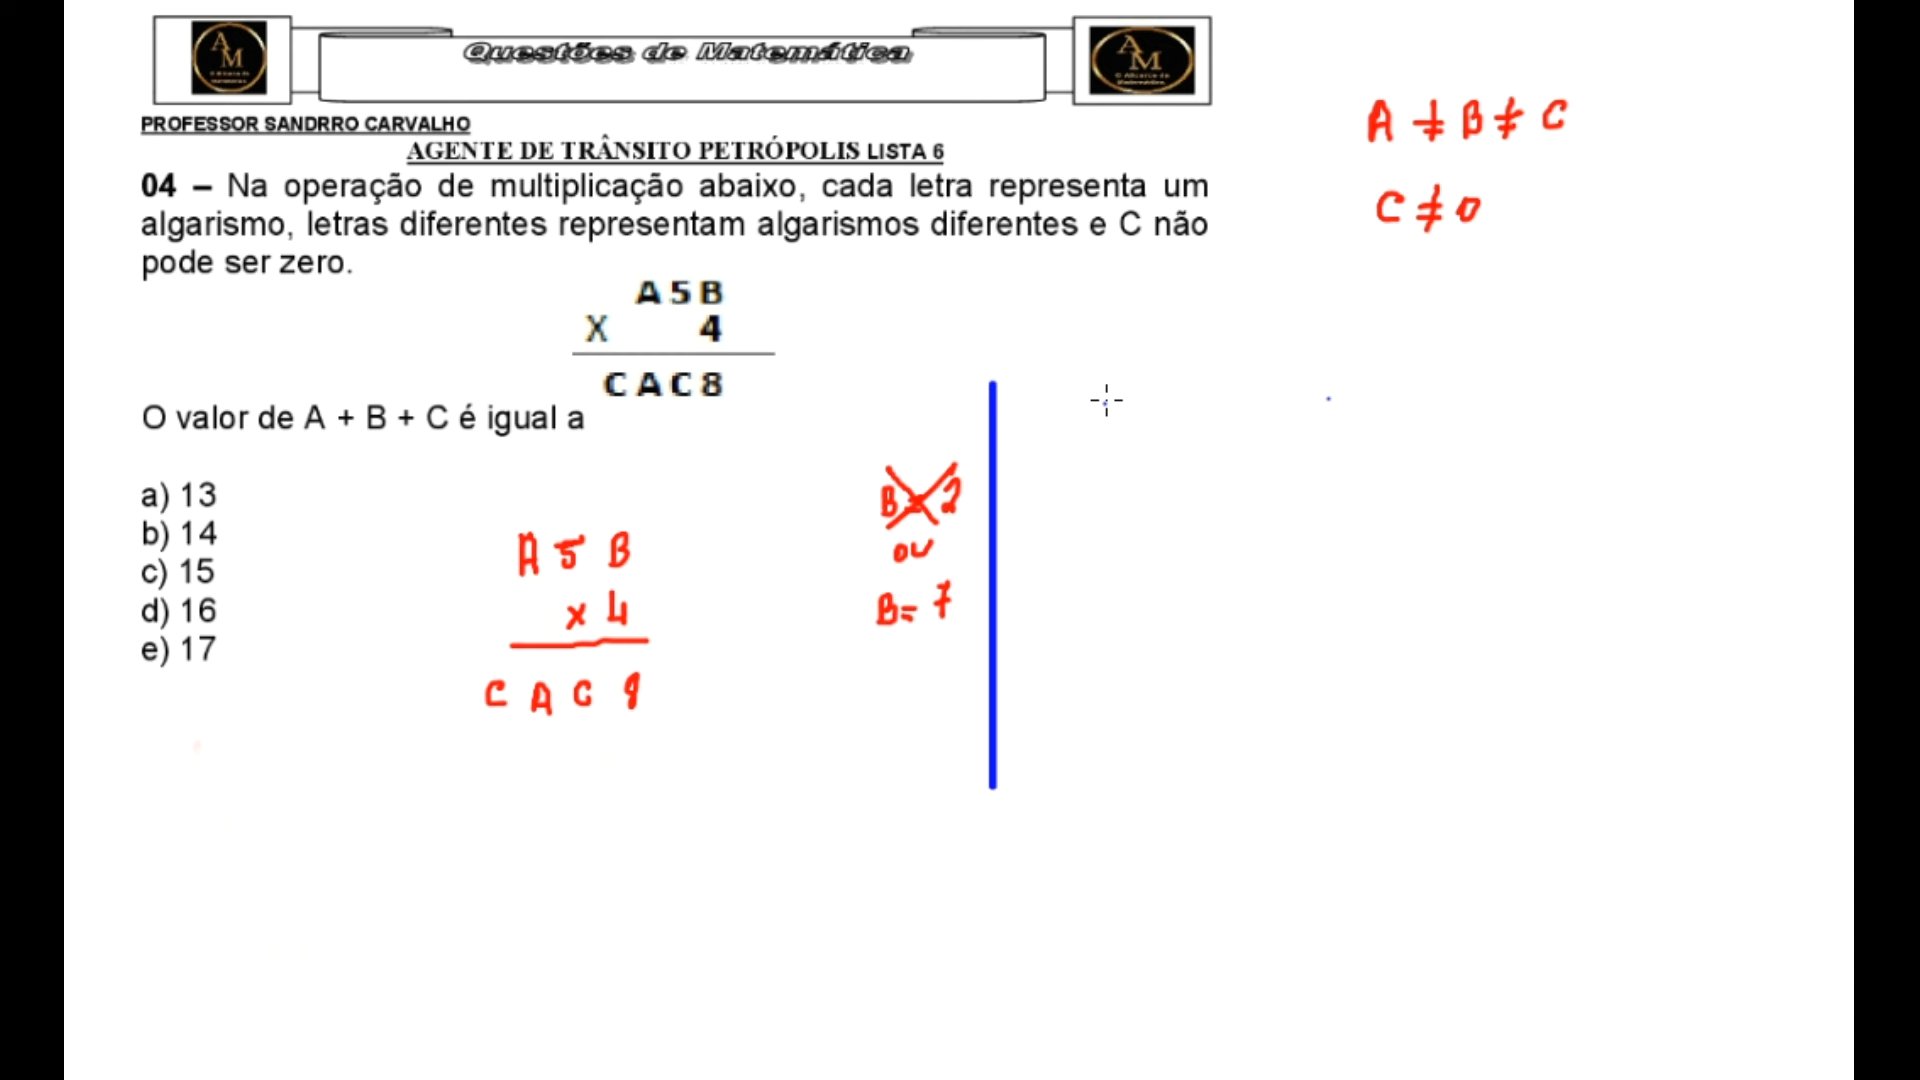 A M
Questões de Matemática
A M
PROFESSOR SANDRRO CARVALHO
AGENTE DE TRÂNSITO PETRÓPOLIS LISTA 6
04 – Na operação de multiplicação abaixo, cada letra representa um
algarismo, letras diferentes representam algarismos diferentes e C não
pode ser zero.
A 5 B
X 4
C A C 8
O valor de A + B + C é igual a
a) 13
b) 14
c) 15
d) 16
e) 17
A 5 B
x 4
C A C 8
B = 2
ou
B = 7
A ≠ B ≠ C
C ≠ 0